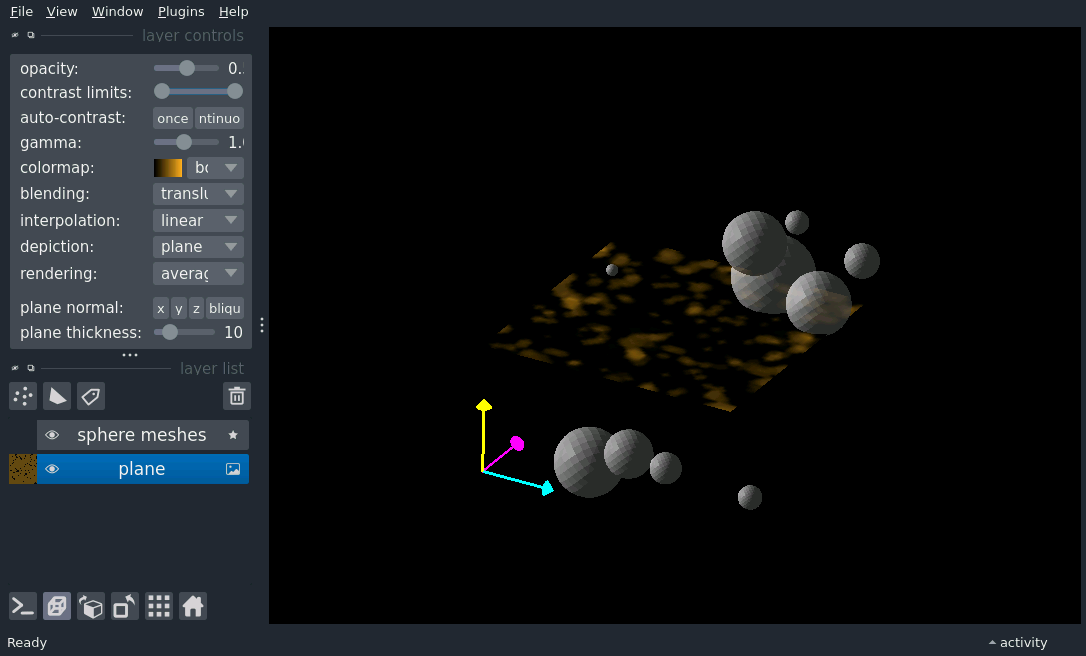 File View Window Plugins Help
layer controls
opacity: 0.
contrast limits:
auto-contrast: once ntinuo
gamma: 1.
colormap: bo
blending: translu
interpolation: linear
depiction: plane
rendering: averag
plane normal: x y z bliqu
plane thickness: 10
layer list
sphere meshes
plane
Ready activity